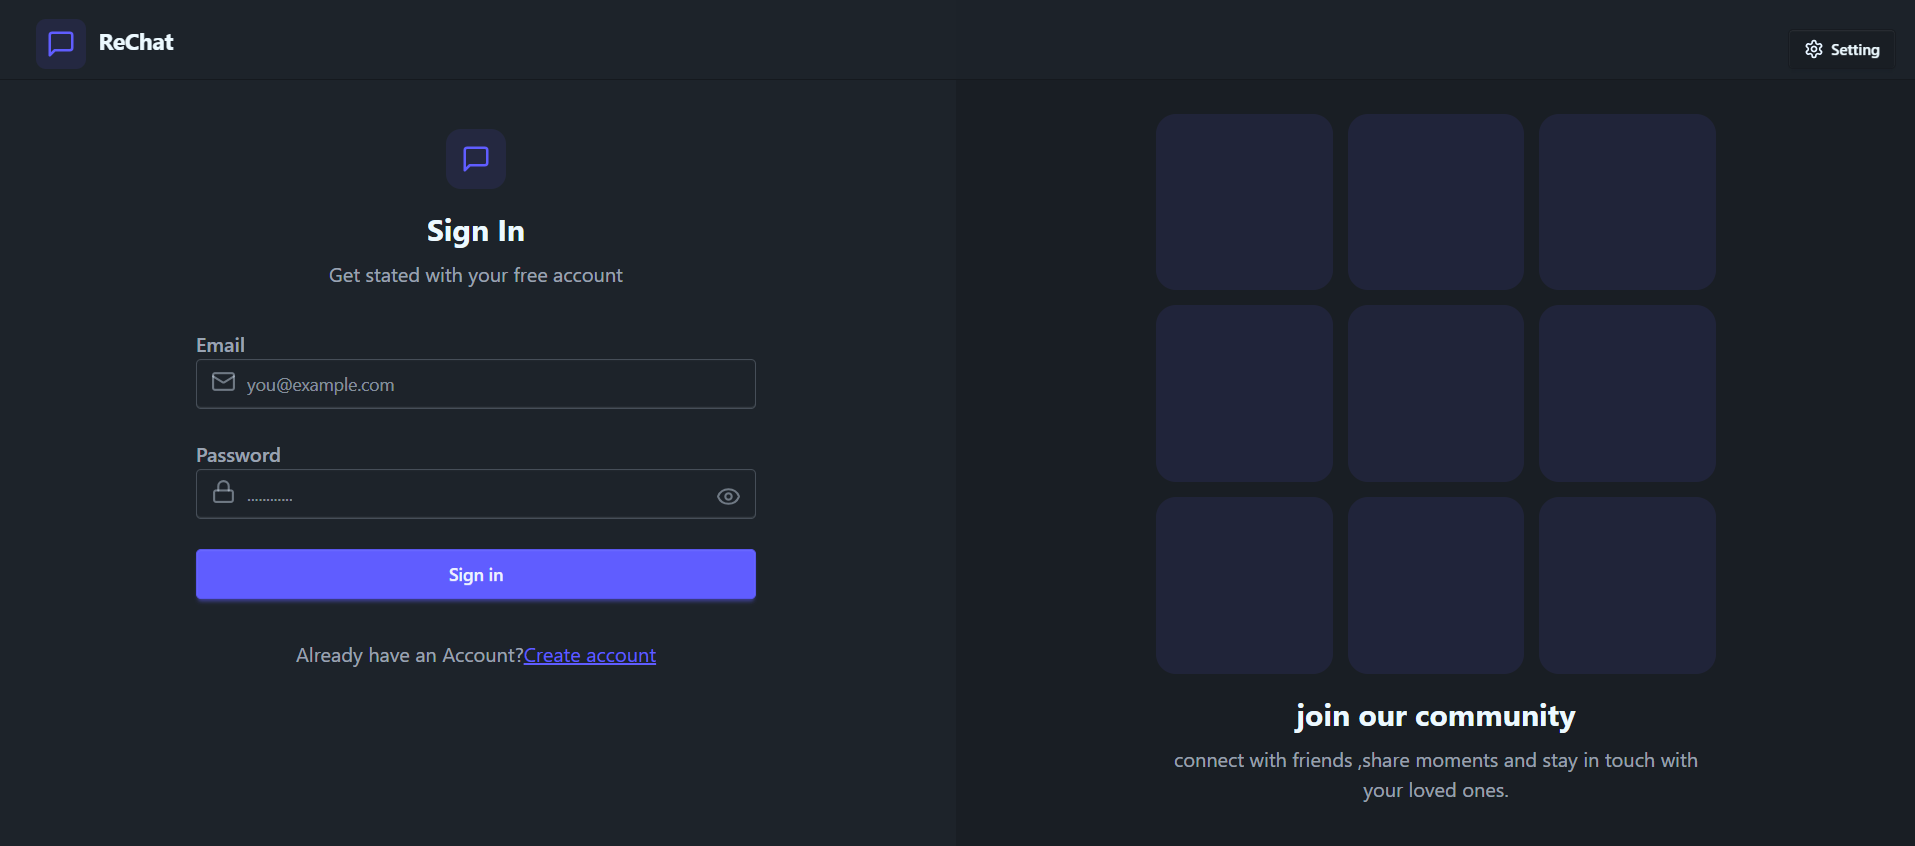 ReChat
Setting
Sign In
Get stated with your free account
Email
you@example.com
Password
............
Sign in
Already have an Account?Create account
join our community
connect with friends ,share moments and stay in touch with
your loved ones.